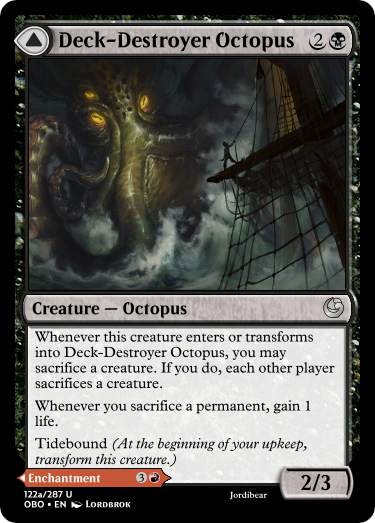 Deck-Destroyer Octopus 2
Creature — Octopus
Whenever this creature enters or transforms
into Deck-Destroyer Octopus, you may
sacrifice a creature. If you do, each other player
sacrifices a creature.
Whenever you sacrifice a permanent, gain 1
life.
Tidebound (At the beginning of your upkeep,
transform this creature.)
Enchantment 3
2/3
122a/287 U
OBO • EN LORDBROK
Jordibear